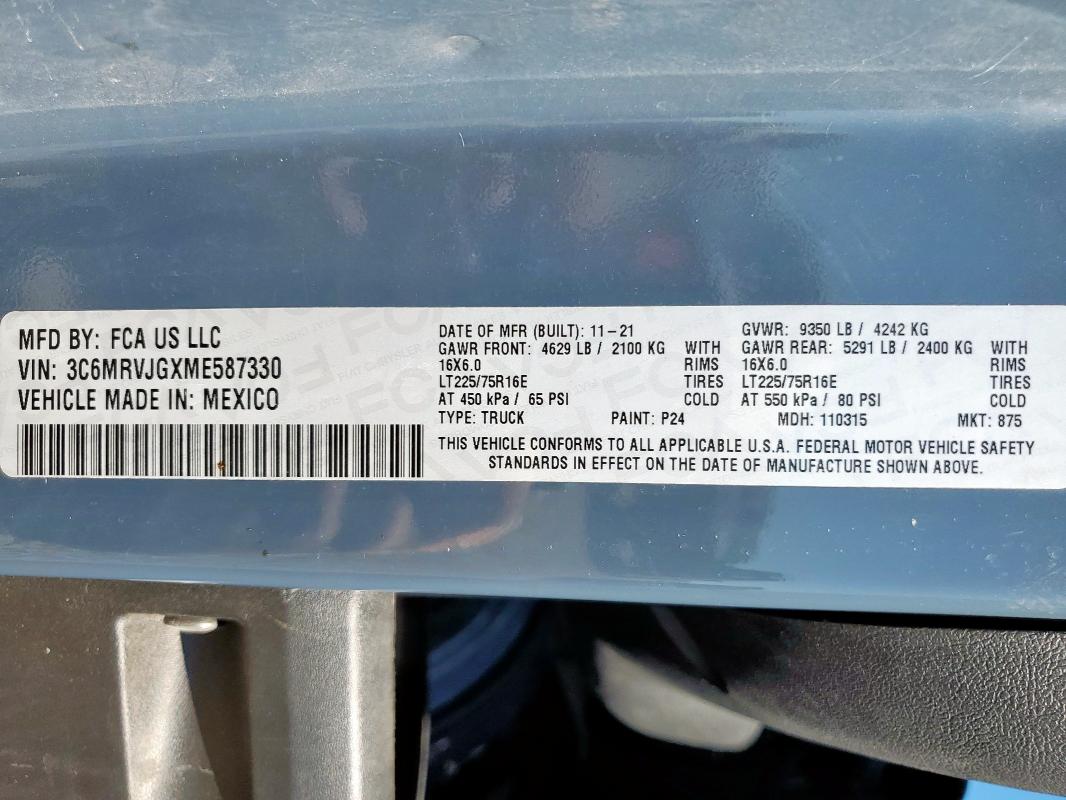 MFD BY: FCA US LLC
VIN: 3C6MRVJGXME587330
VEHICLE MADE IN: MEXICO
DATE OF MFR (BUILT): 11-21 GVWR: 9350 LB / 4242 KG
GAWR FRONT: 4629 LB / 2100 KG WITH GAWR REAR: 5291 LB / 2400 KG WITH
16X6.0 RIMS 16X6.0 RIMS
LT225/75R16E TIRES LT225/75R16E TIRES
AT 450 kPa / 65 PSI COLD AT 550 kPa / 80 PSI COLD
TYPE: TRUCK PAINT: P24 MDH: 110315 MKT: 875
THIS VEHICLE CONFORMS TO ALL APPLICABLE U.S.A. FEDERAL MOTOR VEHICLE SAFETY
STANDARDS IN EFFECT ON THE DATE OF MANUFACTURE SHOWN ABOVE.